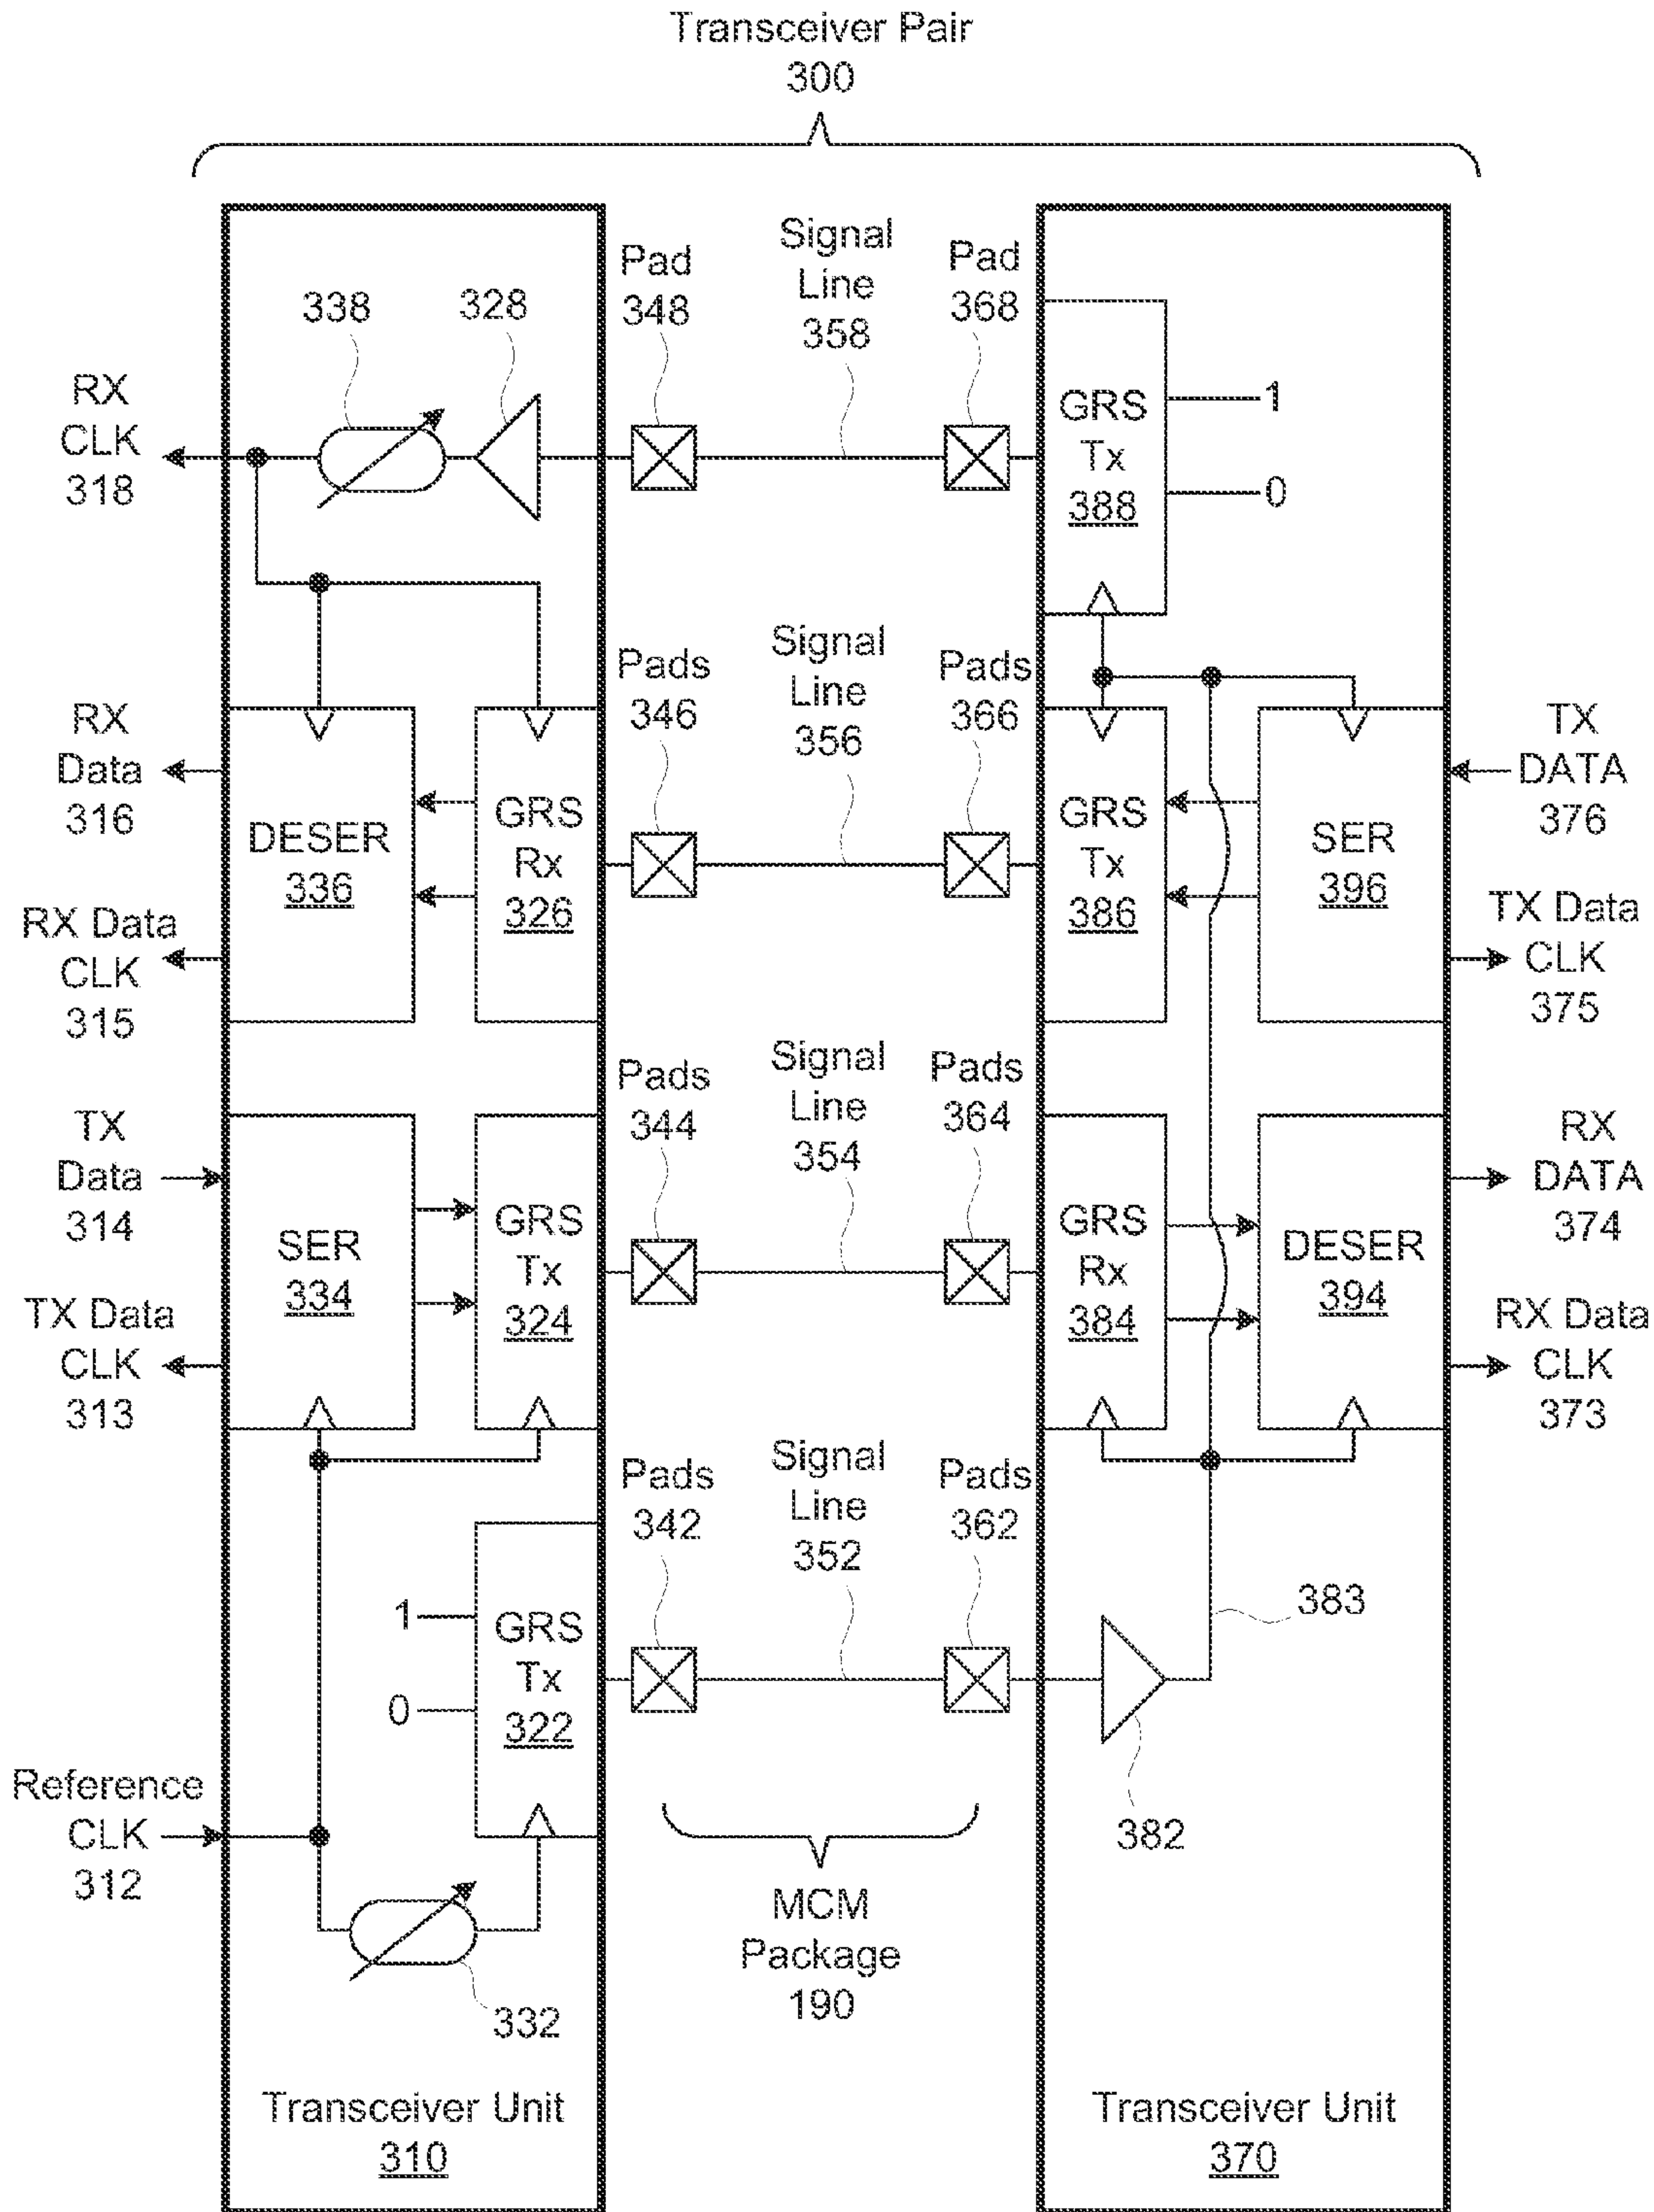 Transceiver Pair
300
338
328
Pad
348
Signal
Line
358
Pad
368
RX
CLK
318
GRS
Tx
388
1
0
Pads
346
Signal
Line
356
Pads
366
RX
Data
316
RX Data
CLK
315
DESER
336
GRS
Rx
326
GRS
Tx
386
SER
396
TX
DATA
376
TX Data
CLK
375
Pads
344
Signal
Line
354
Pads
364
TX
Data
314
TX Data
CLK
313
SER
334
GRS
Tx
324
GRS
Rx
384
DESER
394
RX
DATA
374
RX Data
CLK
373
Pads
342
Signal
Line
352
Pads
362
1
0
GRS
Tx
322
383
382
Reference
CLK
312
332
MCM
Package
190
Transceiver Unit
310
Transceiver Unit
370